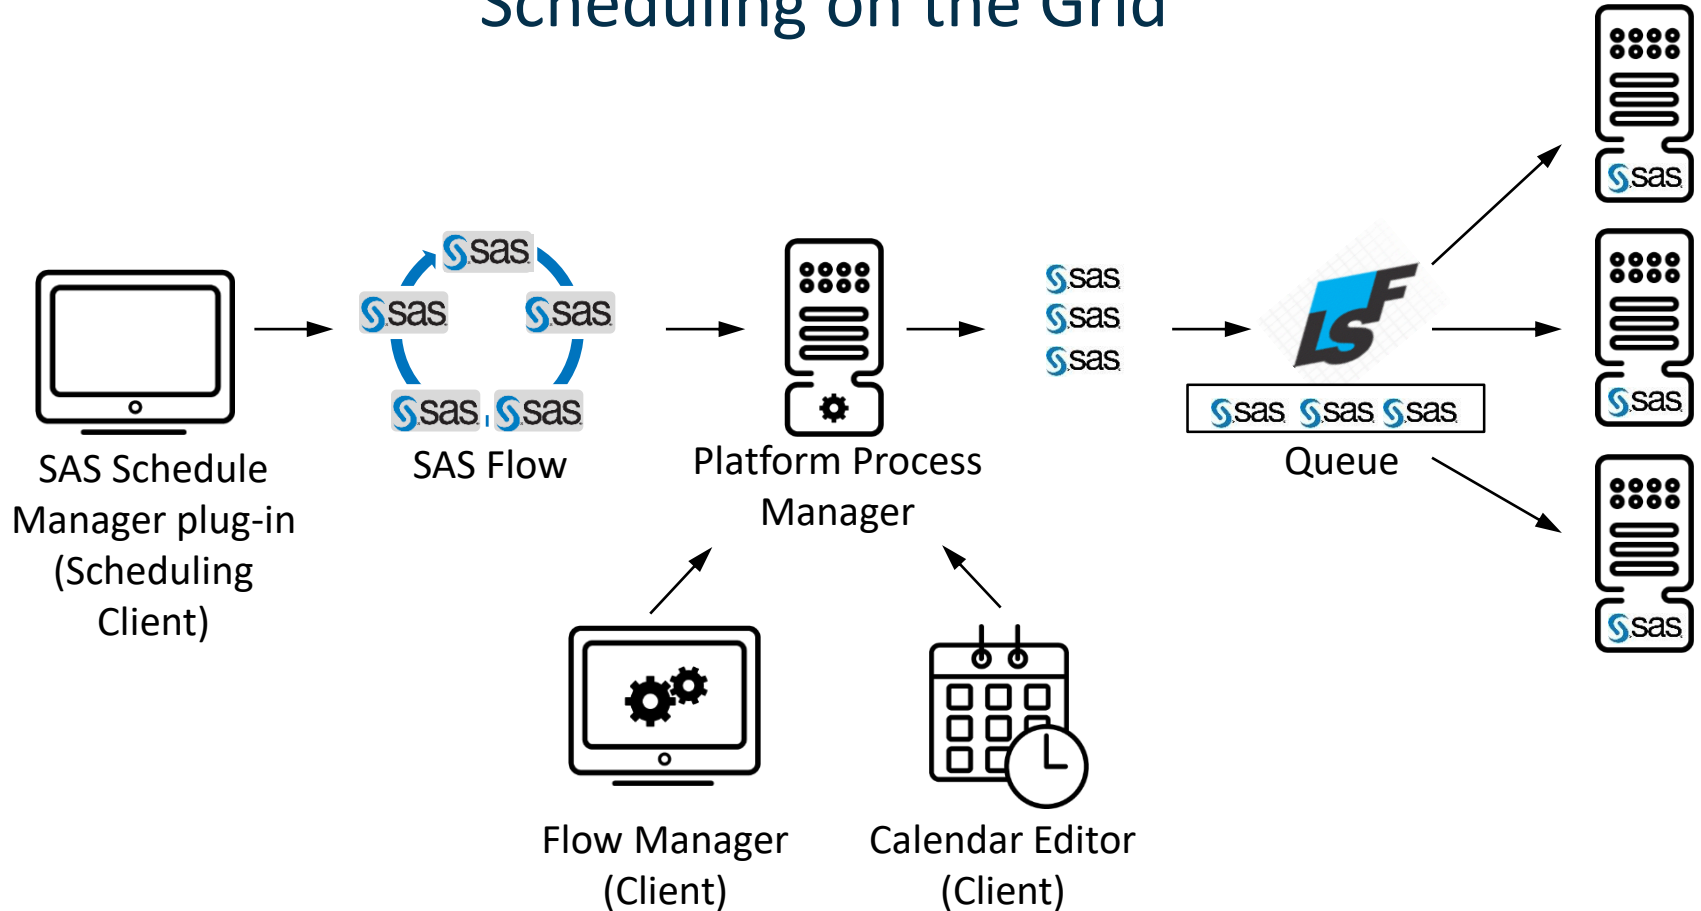 Scheduling on the Grid
sas
sas
sas
sas
sas
SAS Schedule
Manager plug-in
(Scheduling
Client)
SAS Flow
Platform Process
Manager
sas
sas
sas
LSF
sas sas sas
Queue
sas
sas
sas
Flow Manager
(Client)
Calendar Editor
(Client)